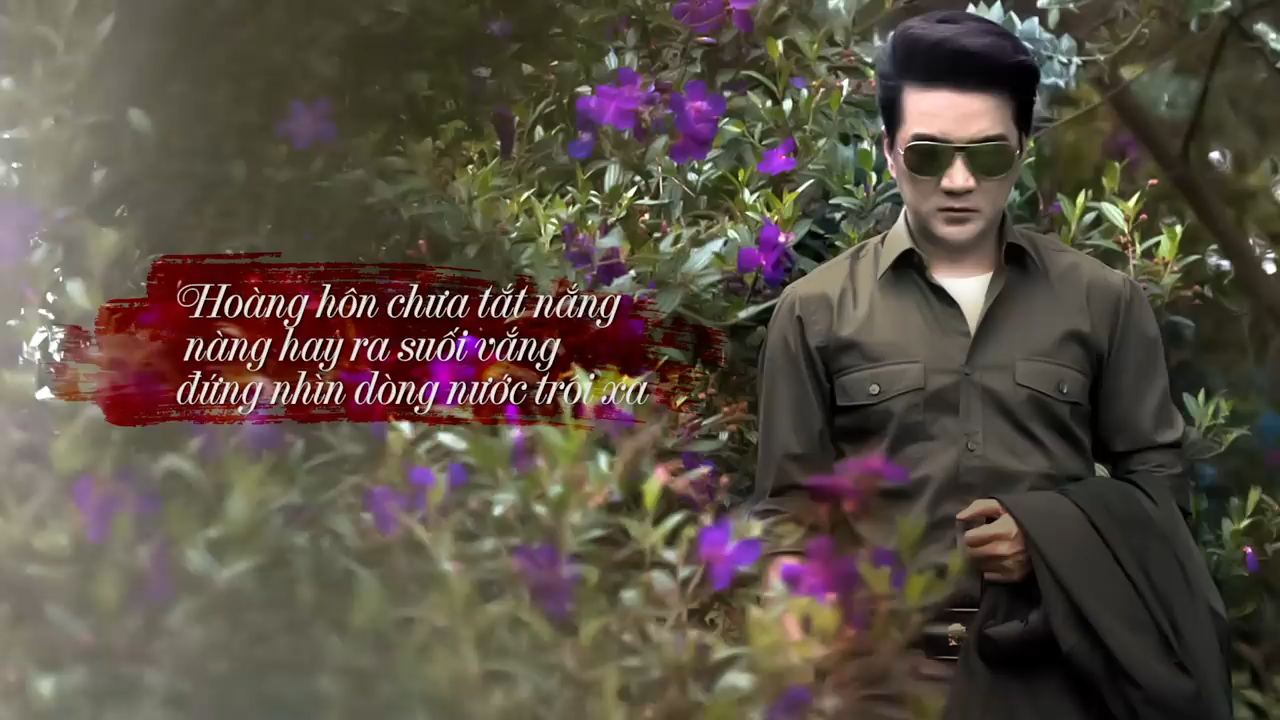 Hoàng hôn chưa tắt nắng
nàng hay ra suối vắng
đứng nhìn dòng nước trôi xa